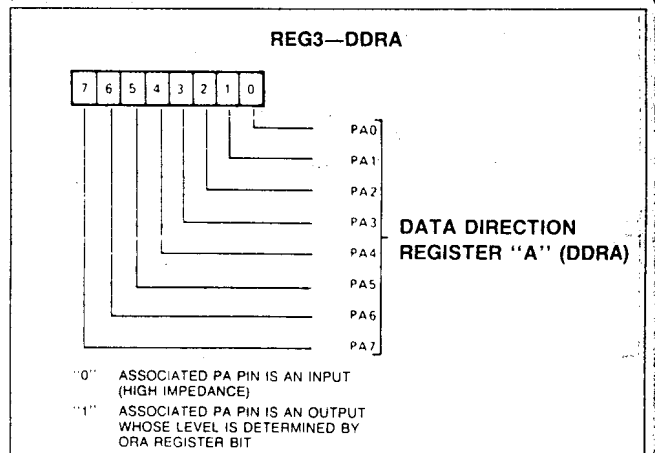 REG3—DDRA
7 6 5 4 3 2 1 0
PA0
PA1
PA2
PA3
PA4
PA5
PA6
PA7
DATA DIRECTION
REGISTER "A" (DDRA)
"0" ASSOCIATED PA PIN IS AN INPUT
(HIGH IMPEDANCE)
"1" ASSOCIATED PA PIN IS AN OUTPUT
WHOSE LEVEL IS DETERMINED BY
ORA REGISTER BIT